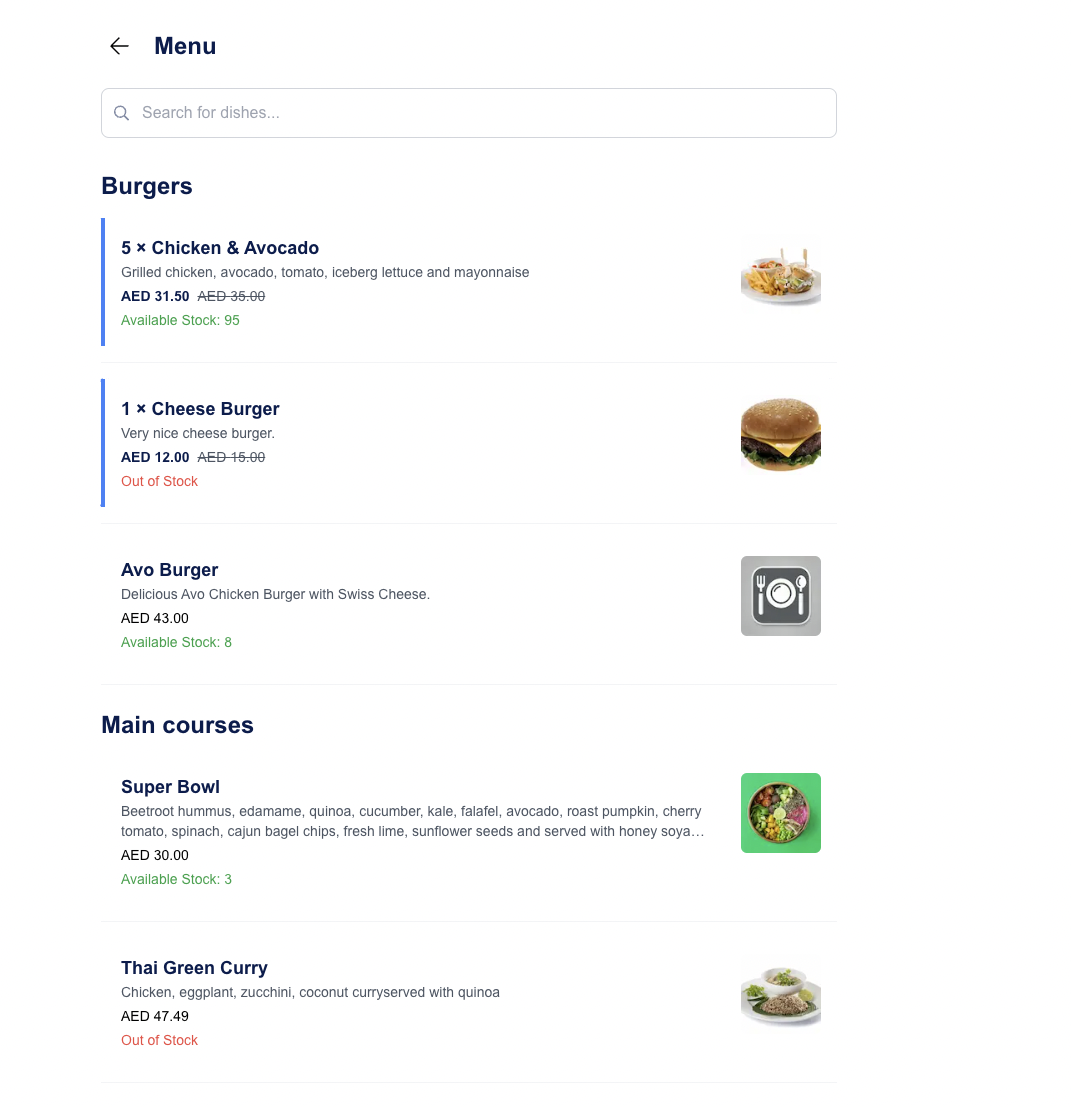 Menu
Search for dishes...
Burgers
5 × Chicken & Avocado
Grilled chicken, avocado, tomato, iceberg lettuce and mayonnaise
AED 31.50 AED 35.00
Available Stock: 95
1 × Cheese Burger
Very nice cheese burger.
AED 12.00 AED 15.00
Out of Stock
Avo Burger
Delicious Avo Chicken Burger with Swiss Cheese.
AED 43.00
Available Stock: 8
Main courses
Super Bowl
Beetroot hummus, edamame, quinoa, cucumber, kale, falafel, avocado, roast pumpkin, cherry
tomato, spinach, cajun bagel chips, fresh lime, sunflower seeds and served with honey soya…
AED 30.00
Available Stock: 3
Thai Green Curry
Chicken, eggplant, zucchini, coconut curryserved with quinoa
AED 47.49
Out of Stock